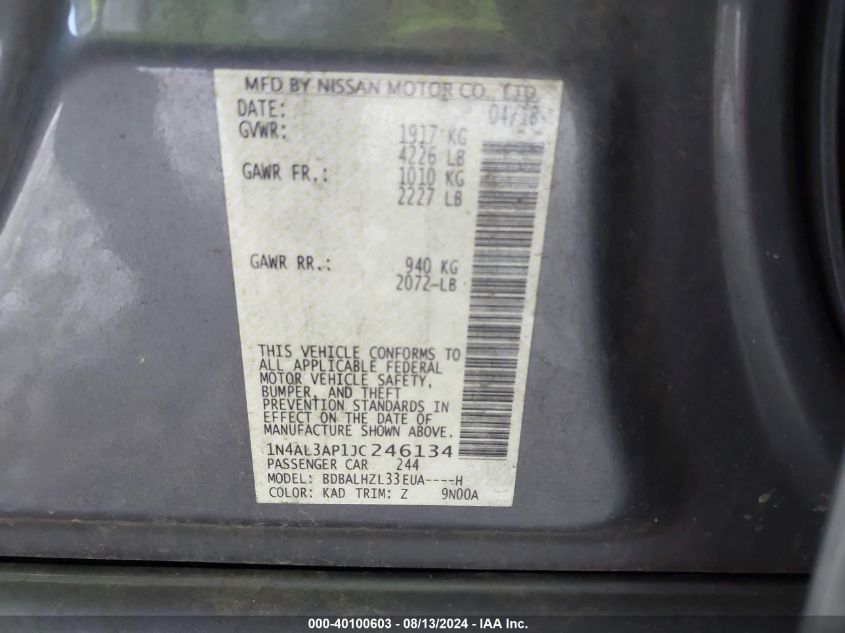 MFD BY NISSAN MOTOR CO., LTD.
DATE: 04/18
GVWR: 1917 KG
4226 LB
GAWR FR.: 1010 KG
2227 LB
GAWR RR.: 940 KG
2072-LB
THIS VEHICLE CONFORMS TO
ALL APPLICABLE FEDERAL
MOTOR VEHICLE SAFETY,
BUMPER, AND THEFT
PREVENTION STANDARDS IN
EFFECT ON THE DATE OF
MANUFACTURE SHOWN ABOVE.
1N4AL3AP1JC246134
PASSENGER CAR 244
MODEL: BDBALHZL33EUA----H
COLOR: KAD TRIM: Z 9N00A
000-40100603 - 08/13/2024 - IAA Inc.